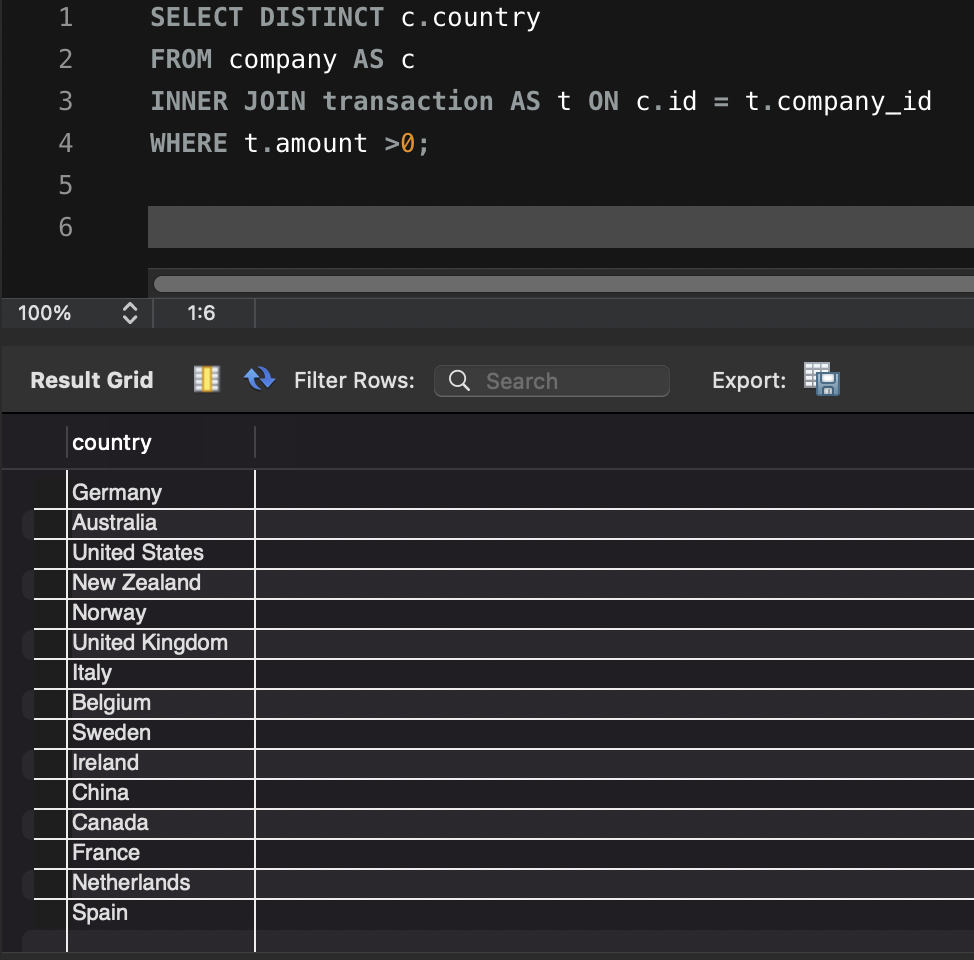 1 SELECT DISTINCT c.country
2 FROM company AS c
3 INNER JOIN transaction AS t ON c.id = t.company_id
4 WHERE t.amount >0;
5
6
100% 1:6
Result Grid Filter Rows: Search Export:
country
Germany
Australia
United States
New Zealand
Norway
United Kingdom
Italy
Belgium
Sweden
Ireland
China
Canada
France
Netherlands
Spain